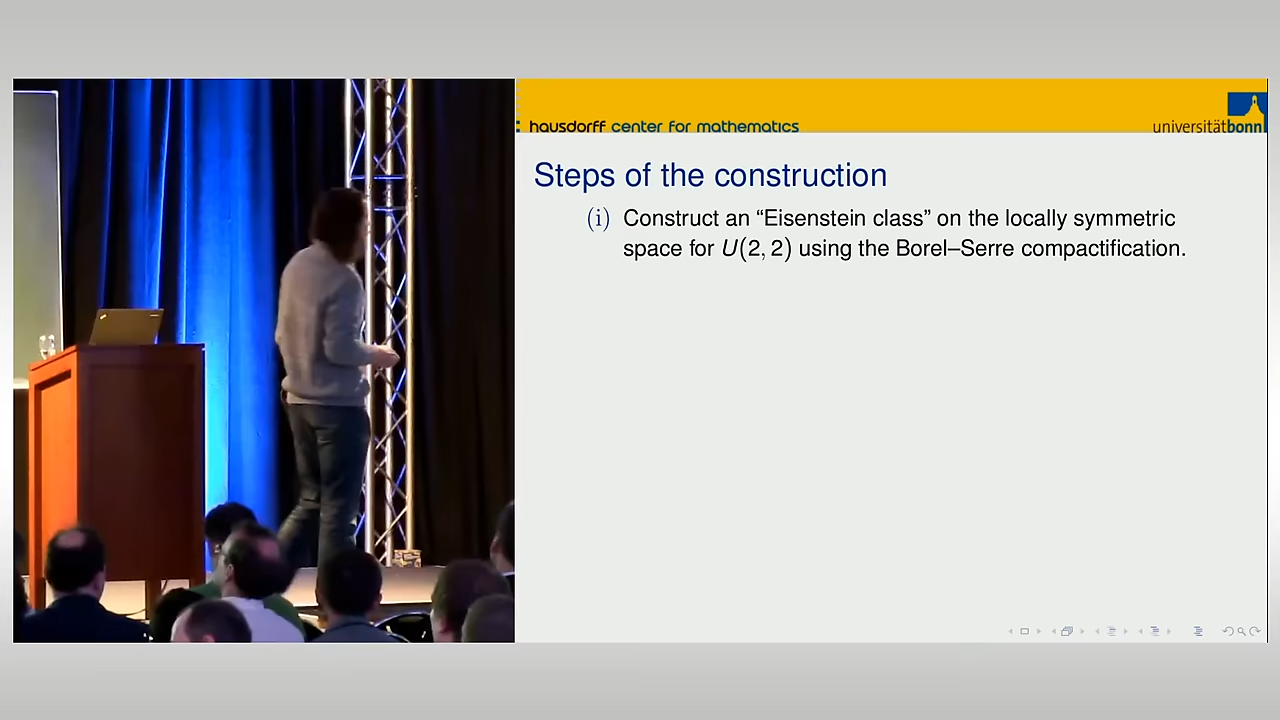 hausdorff center for mathematics
universitätbonn
Steps of the construction
(i) Construct an “Eisenstein class” on the locally symmetric
space for U(2, 2) using the Borel–Serre compactification.